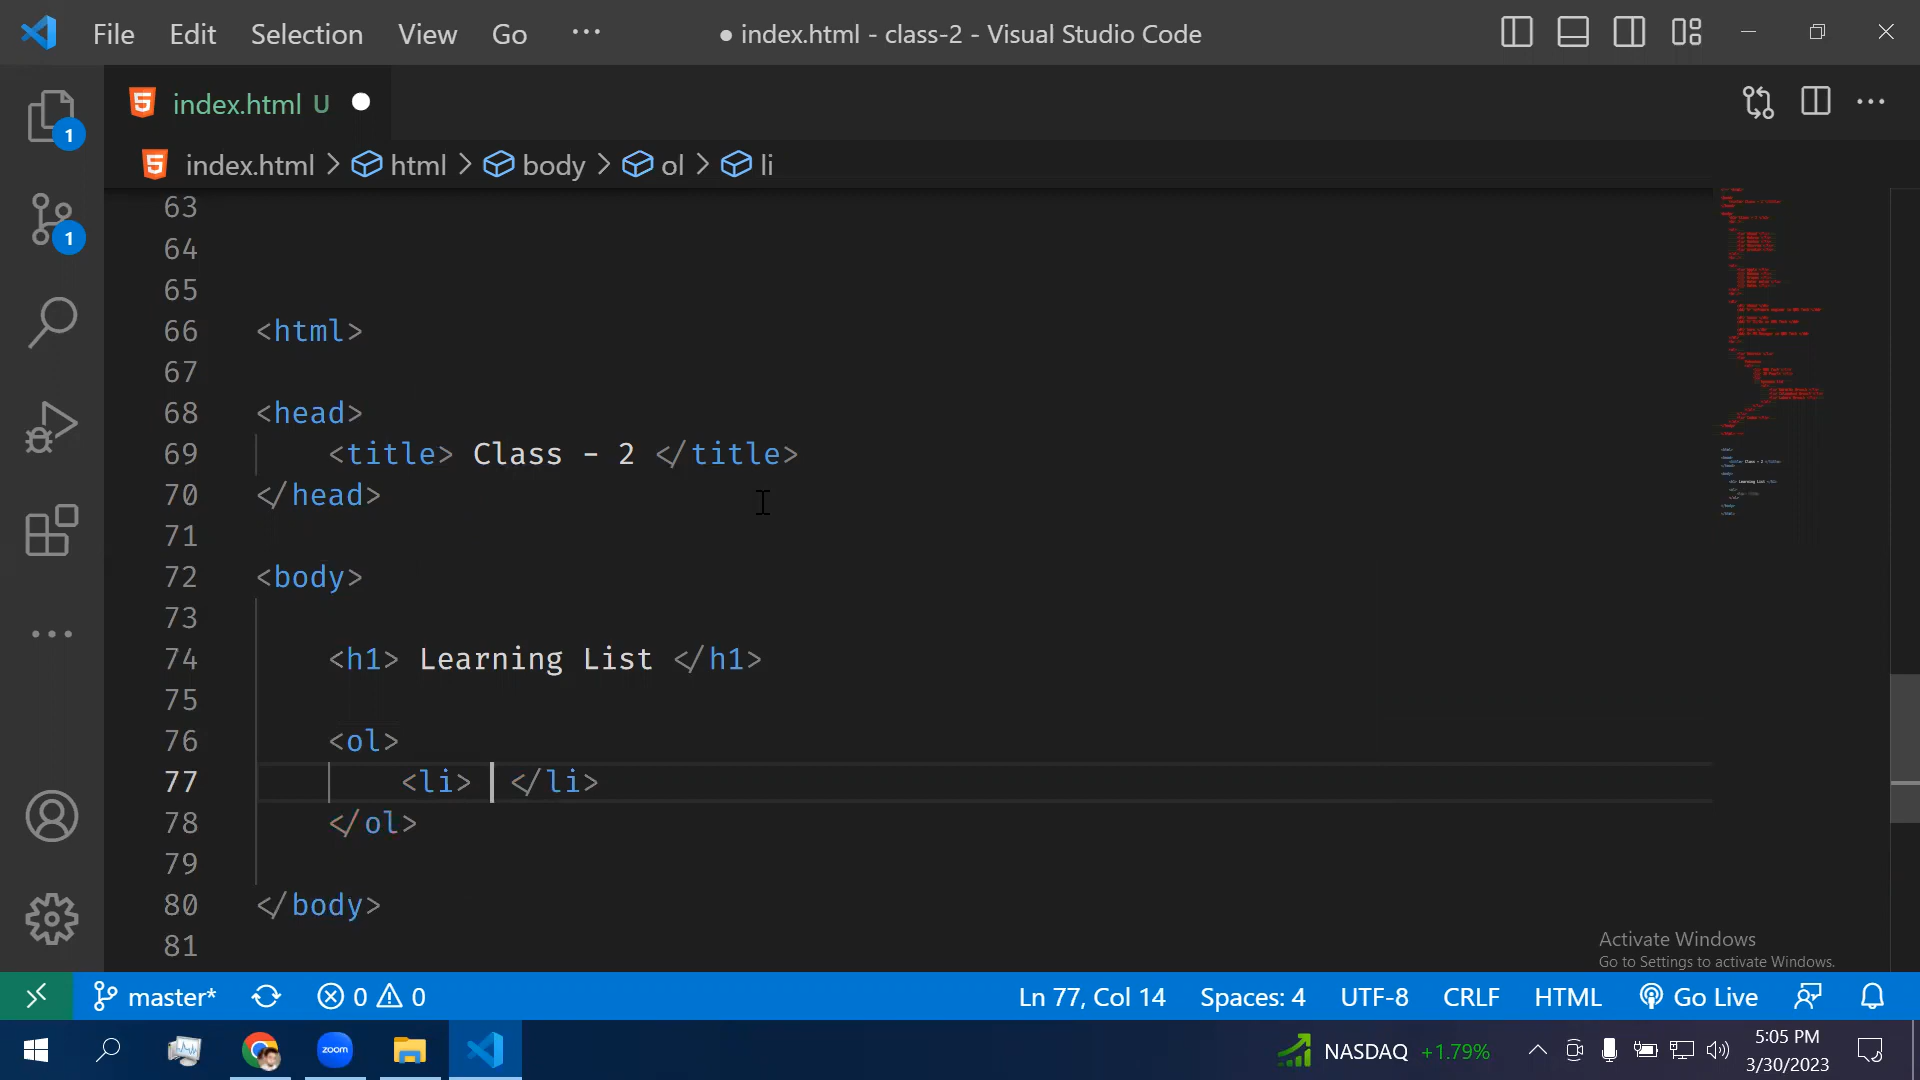 File Edit Selection View Go ··· ● index.html - class-2 - Visual Studio Code
index.html U ●
index.html > html > body > ol > li
1
1
63
64
65
66 <html>
67
68 <head>
69 <title> Class - 2 </title>
70 </head>
71
72 <body>
73
74 <h1> Learning List </h1>
75
76 <ol>
77 <li> </li>
78 </ol>
79
80 </body>
81
Activate Windows
Go to Settings to activate Windows.
master* 0 0 Ln 77, Col 14 Spaces: 4 UTF-8 CRLF HTML Go Live
zoom NASDAQ +1.79% 5:05 PM
3/30/2023